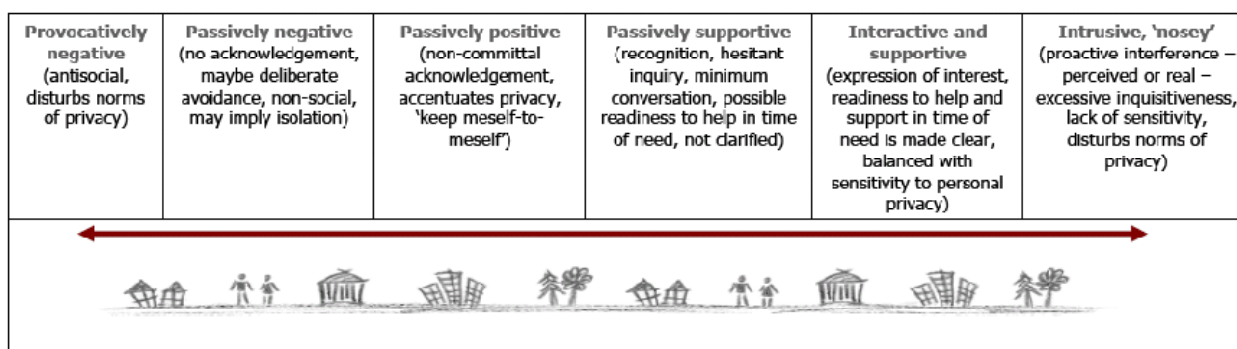 Provocatively
negative
(antisocial,
disturbs norms
of privacy)
Passively negative
(no acknowledgement,
maybe deliberate
avoidance, non-social,
may imply isolation)
Passively positive
(non-committal
acknowledgement,
accentuates privacy,
‘keep meself-to-
meself’)
Passively supportive
(recognition, hesitant
inquiry, minimum
conversation, possible
readiness to help in time
of need, not clarified)
Interactive and
supportive
(expression of interest,
readiness to help and
support in time of
need is made clear,
balanced with
sensitivity to personal
privacy)
Intrusive, ‘nosey’
(proactive interference –
perceived or real –
excessive inquisitiveness,
lack of sensitivity,
disturbs norms of
privacy)